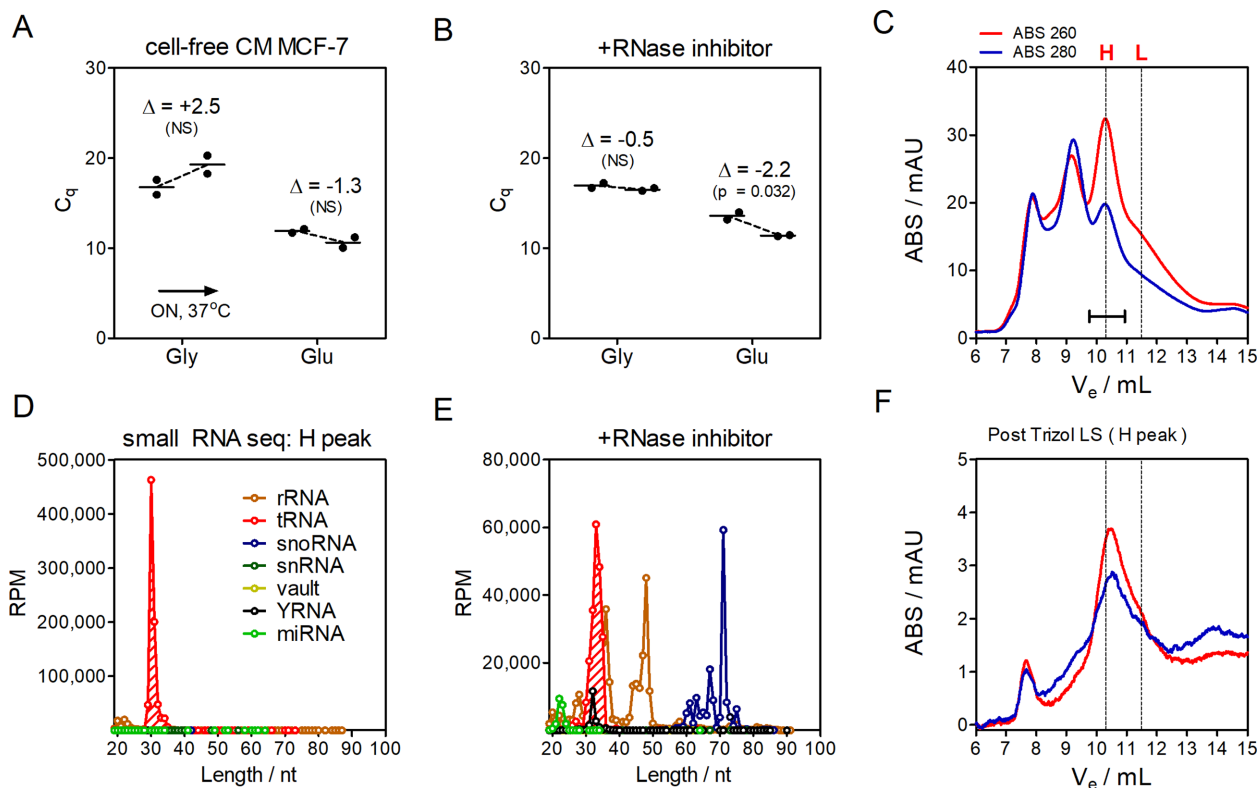 A
cell-free CM MCF-7
30
20
10
0
Cq
Δ = +2.5
(NS)
Δ = -1.3
(NS)
ON, 37°C
Gly
Glu
B
+RNase inhibitor
30
20
10
0
Cq
Δ = -0.5
(NS)
Δ = -2.2
(p = 0.032)
Gly
Glu
C
ABS 260
ABS 280
H
L
40
30
20
10
0
ABS / mAU
6 7 8 9 10 11 12 13 14 15
Ve / mL
D
small RNA seq: H peak
500,000
400,000
300,000
200,000
100,000
RPM
rRNA
tRNA
snoRNA
snRNA
vault
YRNA
miRNA
20 30 40 50 60 70 80 90 100
Length / nt
E
+RNase inhibitor
80,000
60,000
40,000
20,000
RPM
20 30 40 50 60 70 80 90 100
Length / nt
F
Post Trizol LS ( H peak )
5
4
3
2
1
0
ABS / mAU
6 7 8 9 10 11 12 13 14 15
Ve / mL